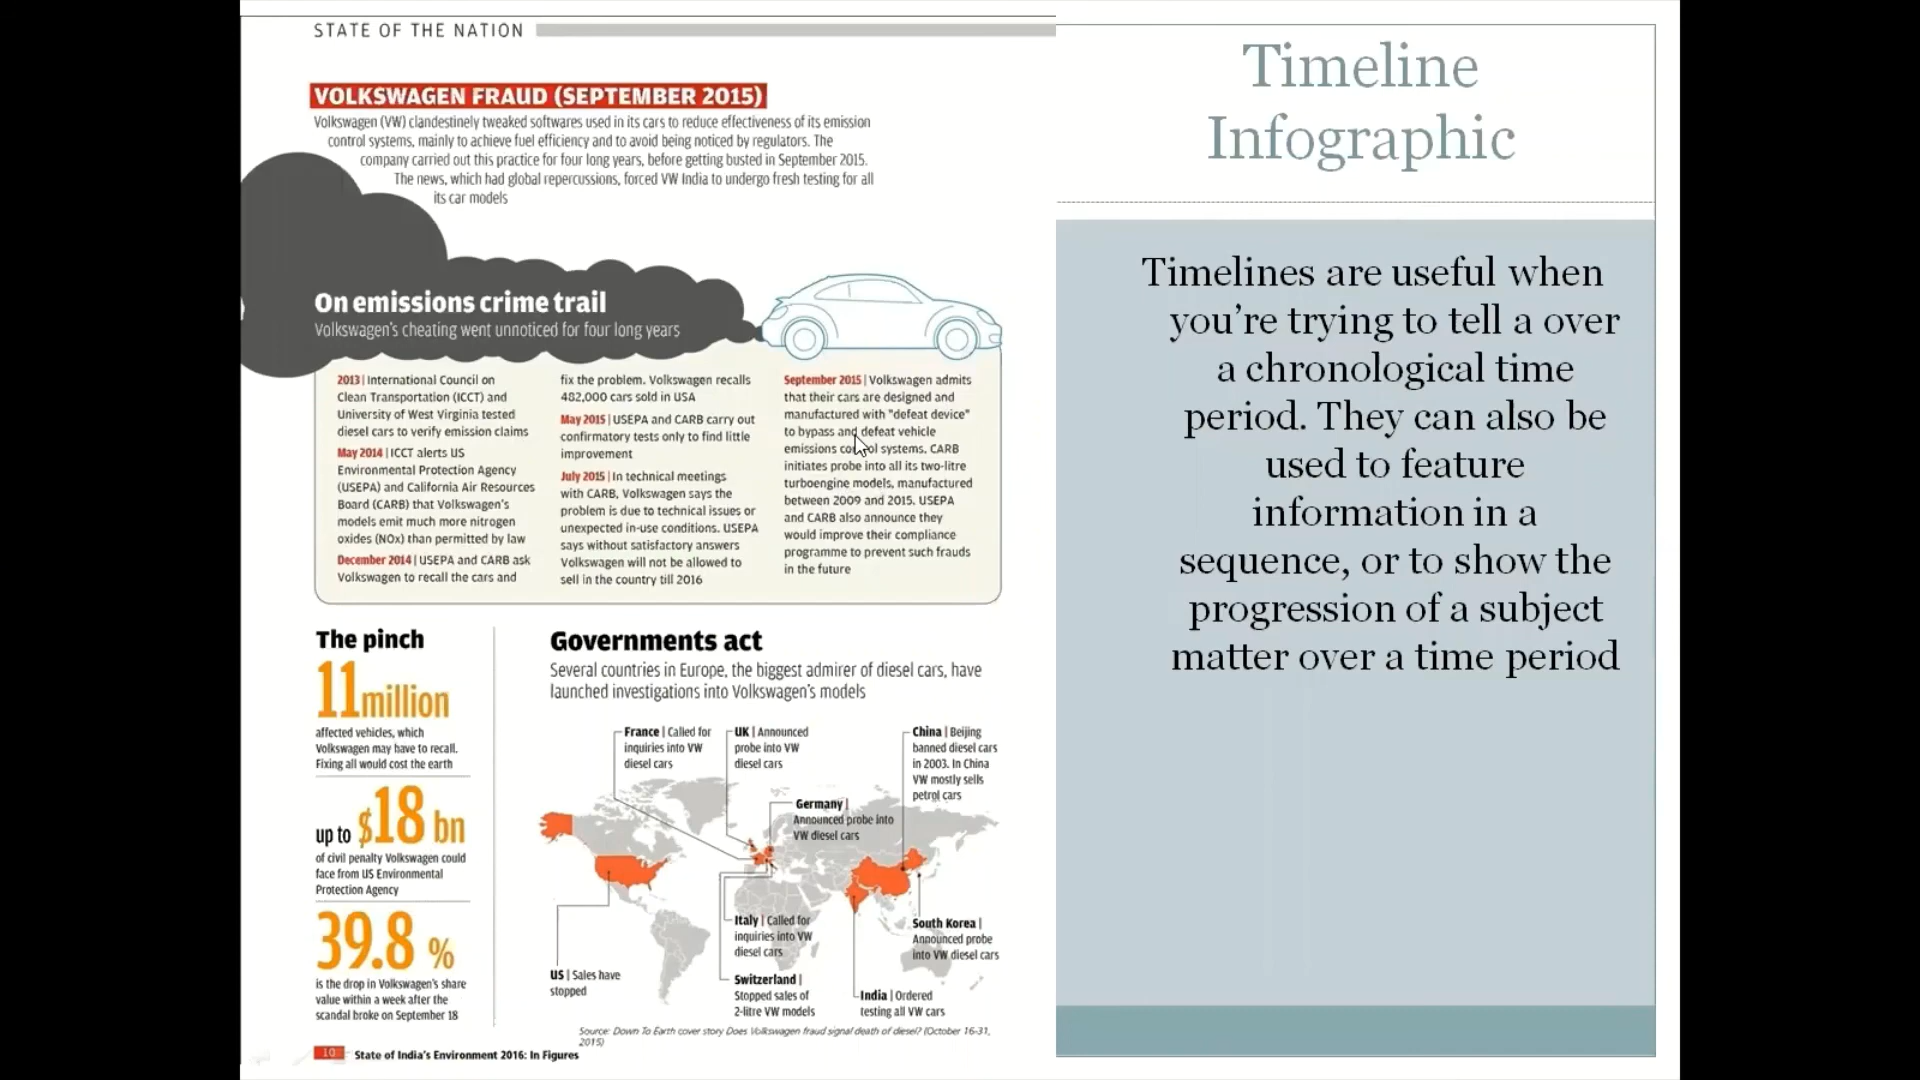 STATE OF THE NATION
VOLKSWAGEN FRAUD (SEPTEMBER 2015)
Volkswagen (VW) clandestinely tweaked softwares used in its cars to reduce effectiveness of its emission
control systems, mainly to achieve fuel efficiency and to avoid being noticed by regulators. The
company carried out this practice for four long years, before getting busted in September 2015.
The news, which had global repercussions, forced VW India to undergo fresh testing for all
its car models
On emissions crime trail
Volkswagen's cheating went unnoticed for four long years
2013 | International Council on
Clean Transportation (ICCT) and
University of West Virginia tested
diesel cars to verify emission claims
May 2014 | ICCT alerts US
Environmental Protection Agency
(USEPA) and California Air Resources
Board (CARB) that Volkswagen's
models emit much more nitrogen
oxides (NOx) than permitted by law
December 2014 | USEPA and CARB ask
Volkswagen to recall the cars and
fix the problem. Volkswagen recalls
482,000 cars sold in USA
May 2015 | USEPA and CARB carry out
confirmatory tests only to find little
improvement
July 2015 | In technical meetings
with CARB, Volkswagen says the
problem is due to technical issues or
unexpected in-use conditions. USEPA
says without satisfactory answers
Volkswagen will not be allowed to
sell in the country till 2016
September 2015 | Volkswagen admits
that their cars are designed and
manufactured with "defeat device"
to bypass and defeat vehicle
emissions control systems. CARB
initiates probe into all its two-litre
turboengine models, manufactured
between 2009 and 2015. USEPA
and CARB also announce they
would improve their compliance
programme to prevent such frauds
in the future
The pinch
11 million
affected vehicles, which
Volkswagen may have to recall.
Fixing all would cost the earth
up to $18 bn
of civil penalty Volkswagen could
face from US Environmental
Protection Agency
39.8 %
is the drop in Volkswagen's share
value within a week after the
scandal broke on September 18
Governments act
Several countries in Europe, the biggest admirer of diesel cars, have
launched investigations into Volkswagen's models
France | Called for
inquiries into VW
diesel cars
UK | Announced
probe into VW
diesel cars
China | Beijing
banned diesel cars
in 2003. In China
VW mostly sells
petrol cars
Germany |
Announced probe into
VW diesel cars
Italy | Called for
inquiries into VW
diesel cars
South Korea |
Announced probe
into VW diesel cars
US | Sales have
stopped
Switzerland |
Stopped sales of
2-litre VW models
India | Ordered
testing all VW cars
Source: Down To Earth cover story Does Volkswagen fraud signal death of diesel? (October 16-31,
2015)
10 State of India's Environment 2016: In Figures
Timeline
Infographic
Timelines are useful when
you're trying to tell a over
a chronological time
period. They can also be
used to feature
information in a
sequence, or to show the
progression of a subject
matter over a time period